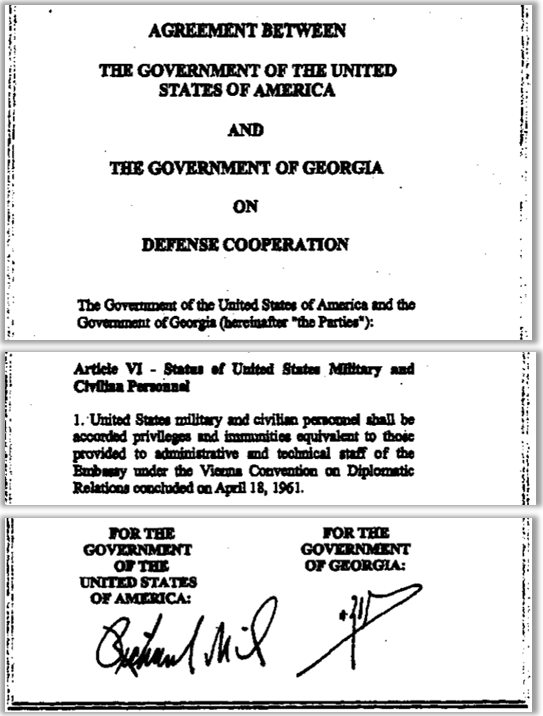 AGREEMENT BETWEEN
THE GOVERNMENT OF THE UNITED
STATES OF AMERICA
AND
THE GOVERNMENT OF GEORGIA
ON
DEFENSE COOPERATION
The Government of the United States of America and the
Government of Georgia (hereinafter "the Parties"):
Article VI - Status of United States Military and
Civilian Personnel
1. United States military and civilian personnel shall be
accorded privileges and immunities equivalent to those
provided to administrative and technical staff of the
Embassy under the Vienna Convention on Diplomatic
Relations concluded on April 18, 1961.
FOR THE
GOVERNMENT
OF THE
UNITED STATES
OF AMERICA:
FOR THE
GOVERNMENT
OF GEORGIA: